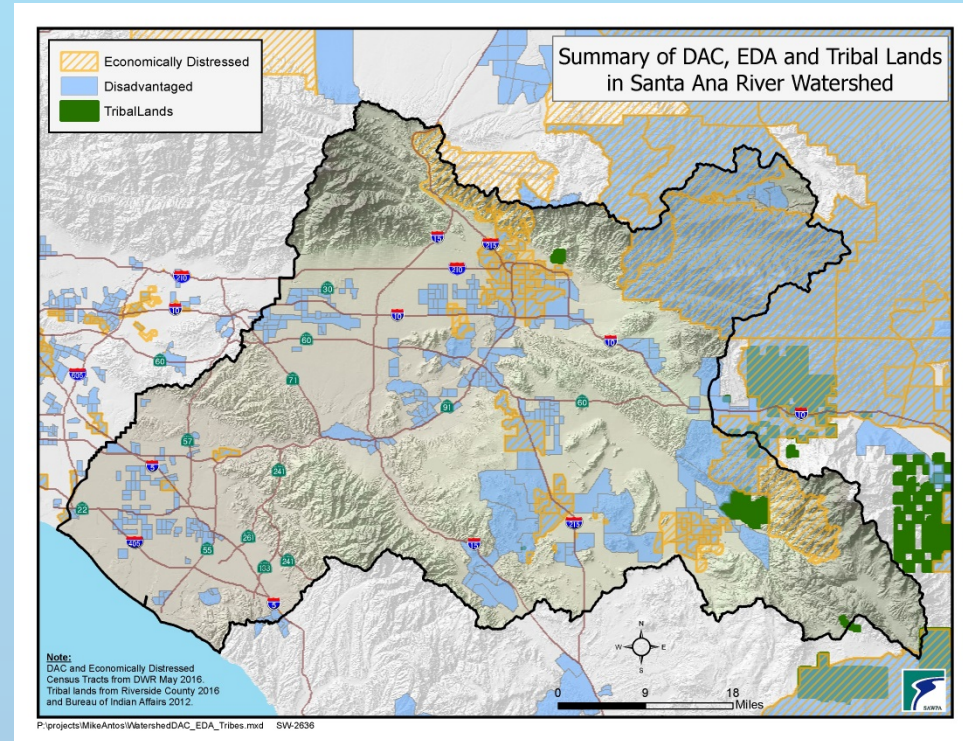 Summary of DAC, EDA and Tribal Lands
in Santa Ana River Watershed
Economically Distressed
Disadvantaged
TribalLands
15
215
210
210
30
10
10
10
60
60
605
71
10
91
60
57
5
241
22
405
55
261
241
133
5
15
215
N
W
E
S
0
9
18
Miles
Note:
DAC and Economically Distressed
Census Tracts from DWR May 2016.
Tribal lands from Riverside County 2016
and Bureau of Indian Affairs 2012.
SAWPA
P:\projects\MikeAntos\WatershedDAC_EDA_Tribes.mxd SW-2636